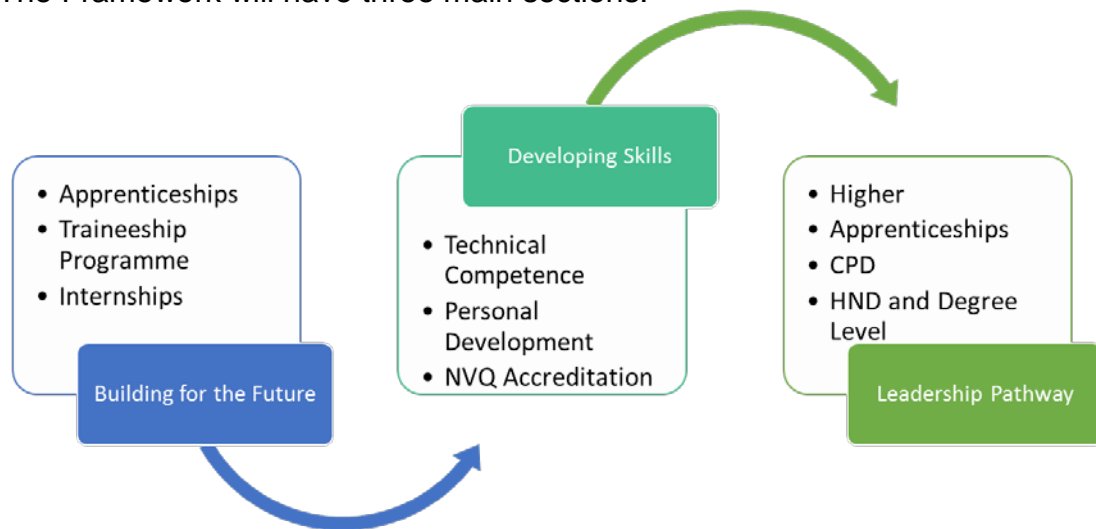 The Framework will have three main sections.
• Apprenticeships
• Traineeship
Programme
• Internships
Building for the Future
Developing Skills
• Technical
Competence
• Personal
Development
• NVQ Accreditation
• Higher
• Apprenticeships
• CPD
• HND and Degree
Level
Leadership Pathway